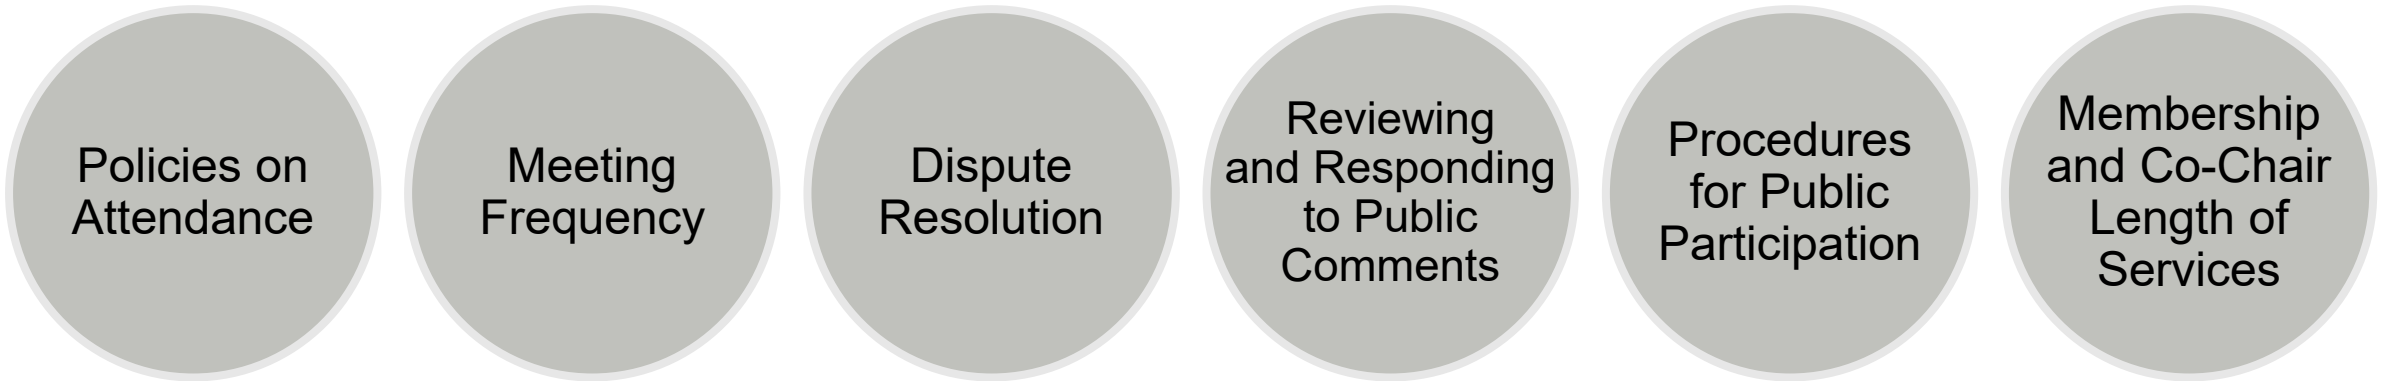 Policies on
Attendance
Meeting
Frequency
Dispute
Resolution
Reviewing
and Responding
to Public
Comments
Procedures
for Public
Participation
Membership
and Co-Chair
Length of
Services